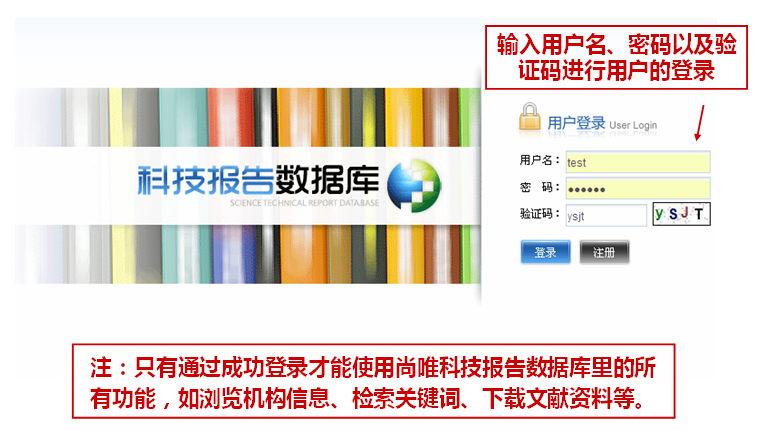 输入用户名、密码以及验
证码进行用户的登录
用户登录 User Login
科技报告数据库
SCIENCE TECHNICAL REPORT DATABASE
用户名： test
密 码： ●●●●●●
验证码： ysjt ySJT
登录 注册
注：只有通过成功登录才能使用尚唯科技报告数据库里的所
有功能，如浏览机构信息、检索关键词、下载文献资料等。